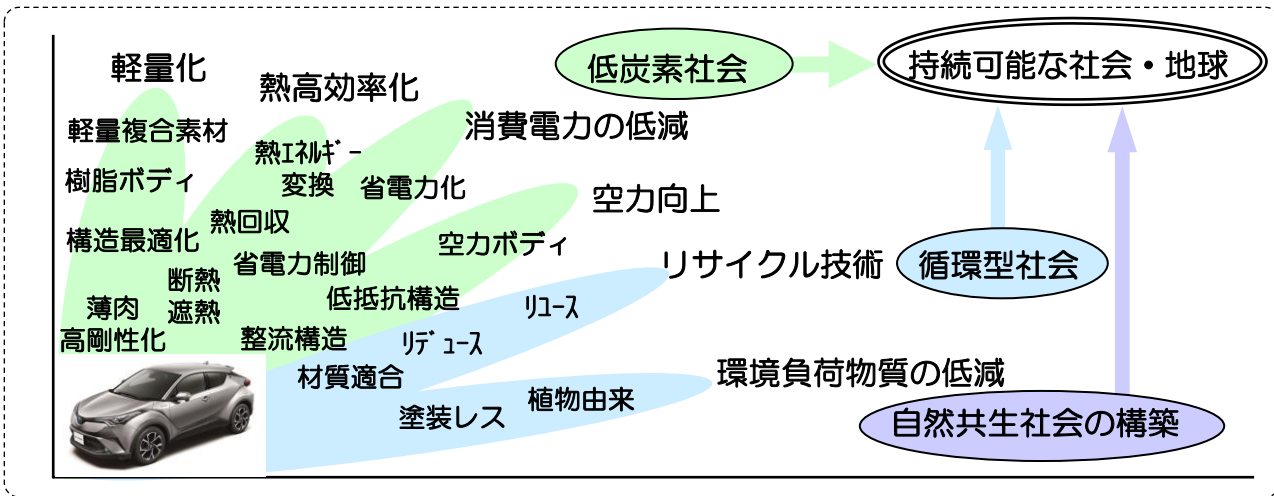 軽量化
熱高効率化
低炭素社会
持続可能な社会・地球
軽量複合素材
消費電力の低減
熱エネルギー
変換
省電力化
樹脂ボディ
空力向上
熱回収
構造最適化
空力ボディ
省電力制御
リサイクル技術
循環型社会
断熱
遮熱
薄肉
高剛性化
低抵抗構造
リユース
整流構造
リデュース
材質適合
環境負荷物質の低減
植物由来
塗装レス
自然共生社会の構築